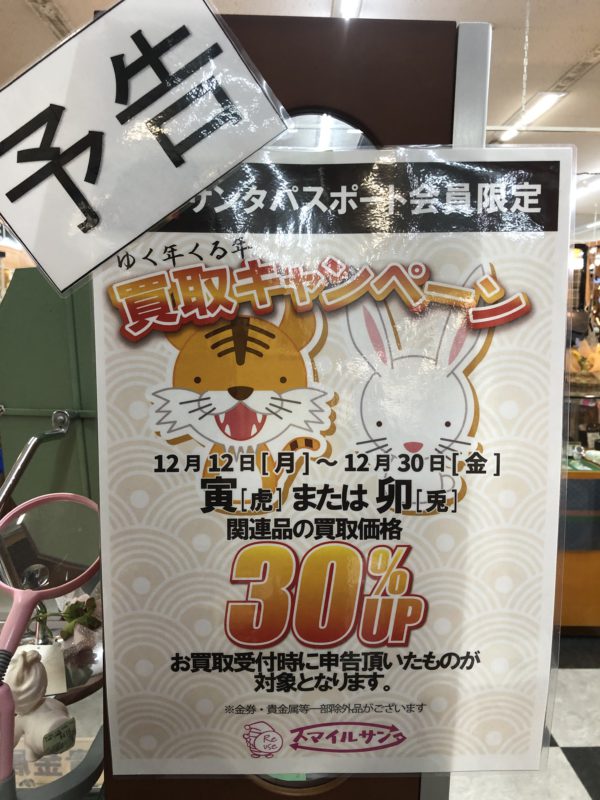 予告
サンタパスポート会員限定
ゆく年くる年
買取キャンペーン
12月12日[月]～12月30日[金]
寅[虎]または卯[兎]
関連品の買取価格
30%UP
お買取受付時に申告頂いたものが
対象となります。
※金券・貴金属等一部除外品がございます
Re use スマイルサンタ